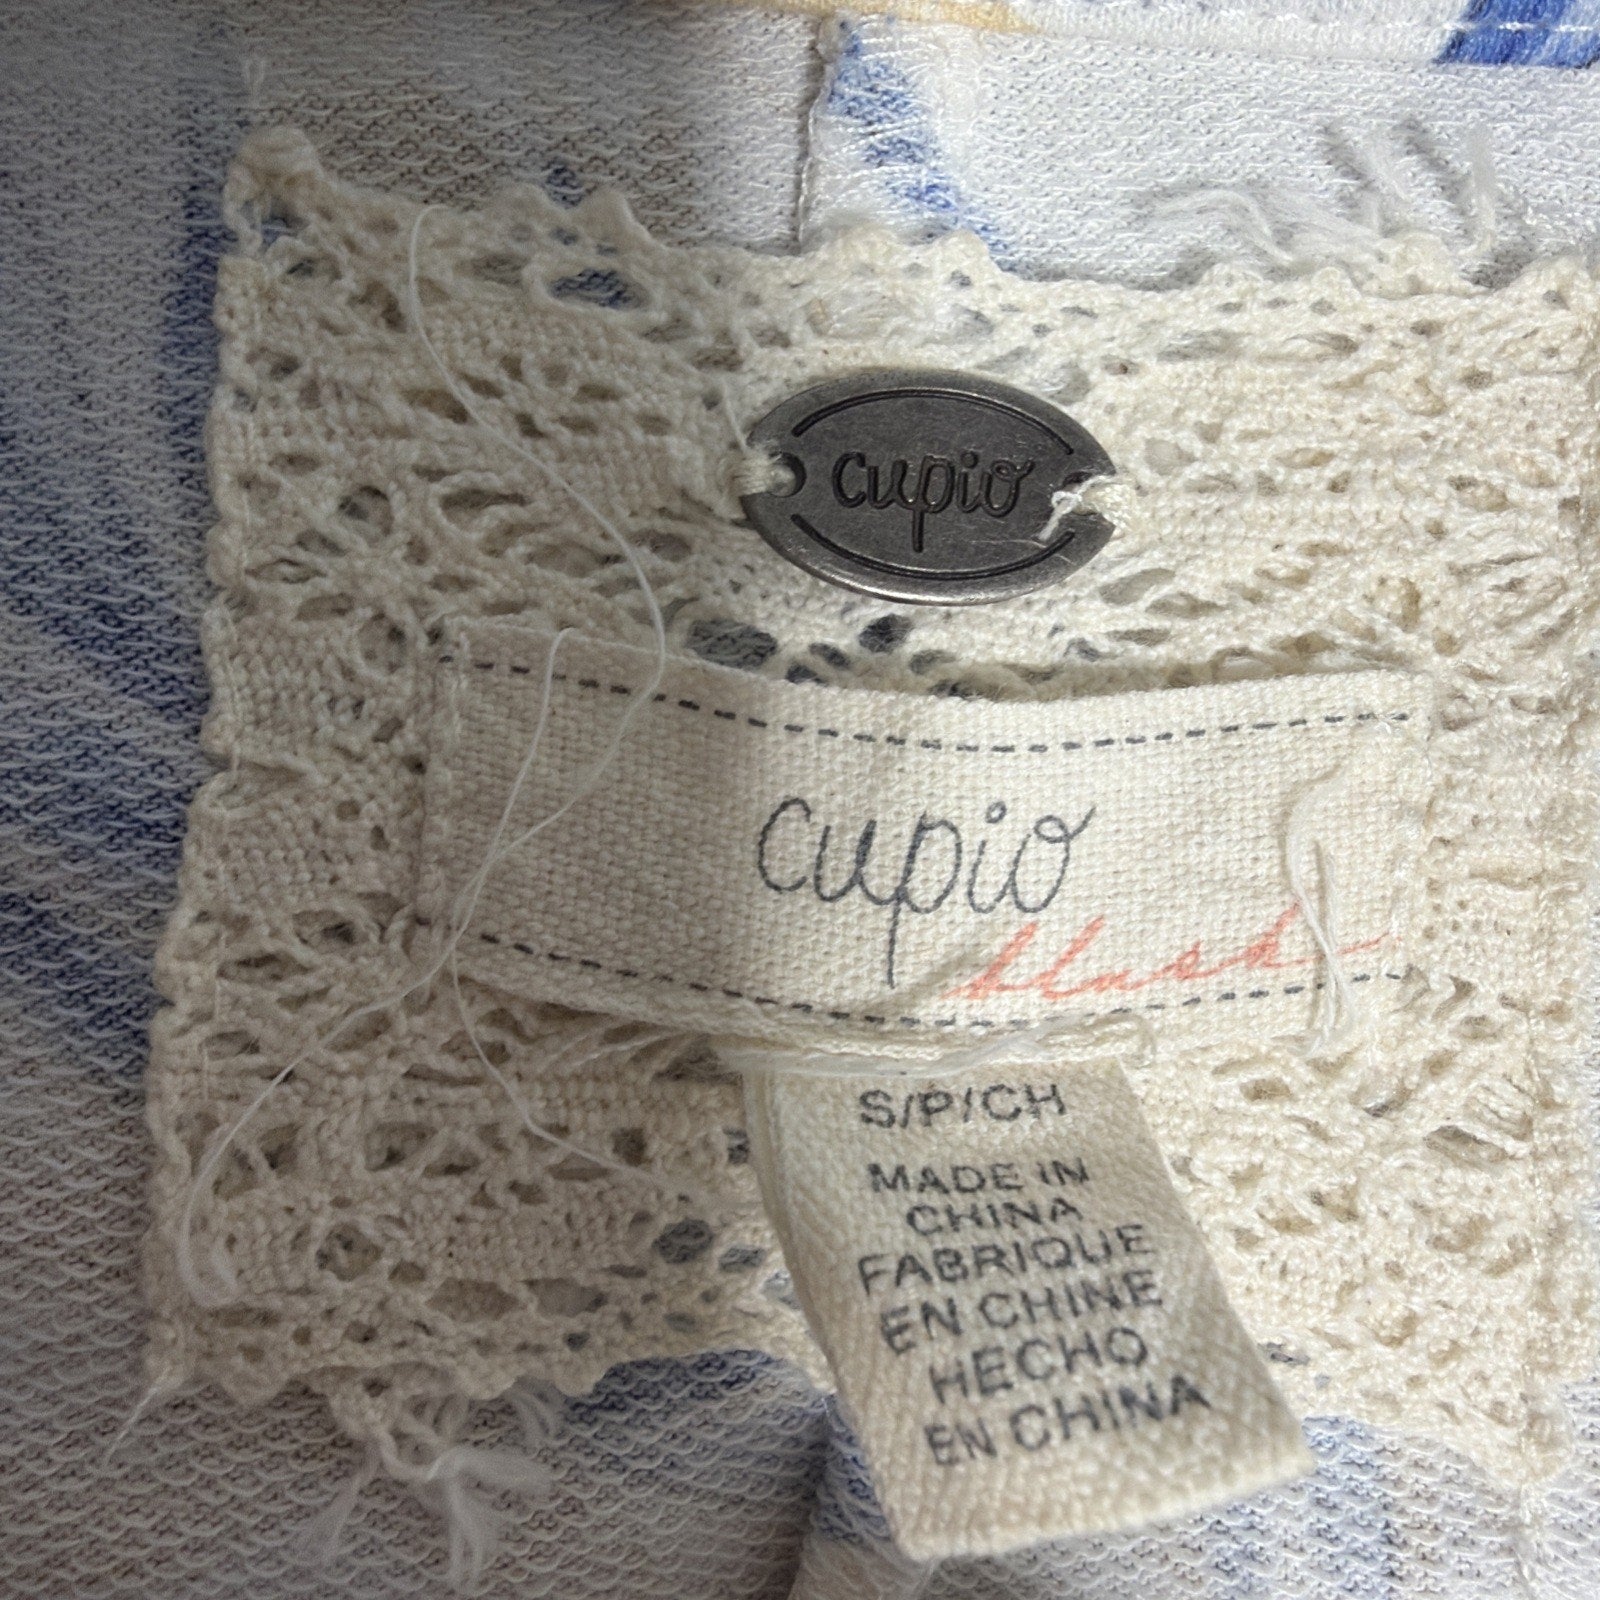 cupio
cupio
blush
S/P/CH
MADE IN
CHINA
FABRIQUE
EN CHINE
HECHO
EN CHINA